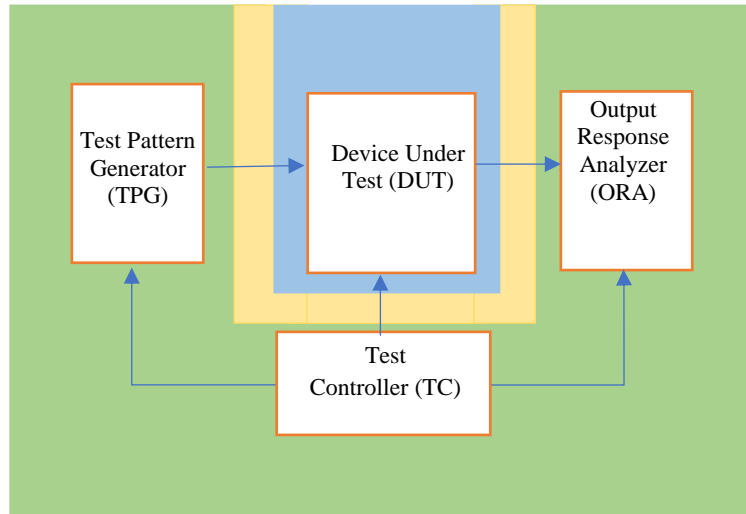 Test Pattern
Generator
(TPG)
Device Under
Test (DUT)
Output
Response
Analyzer
(ORA)
Test
Controller (TC)